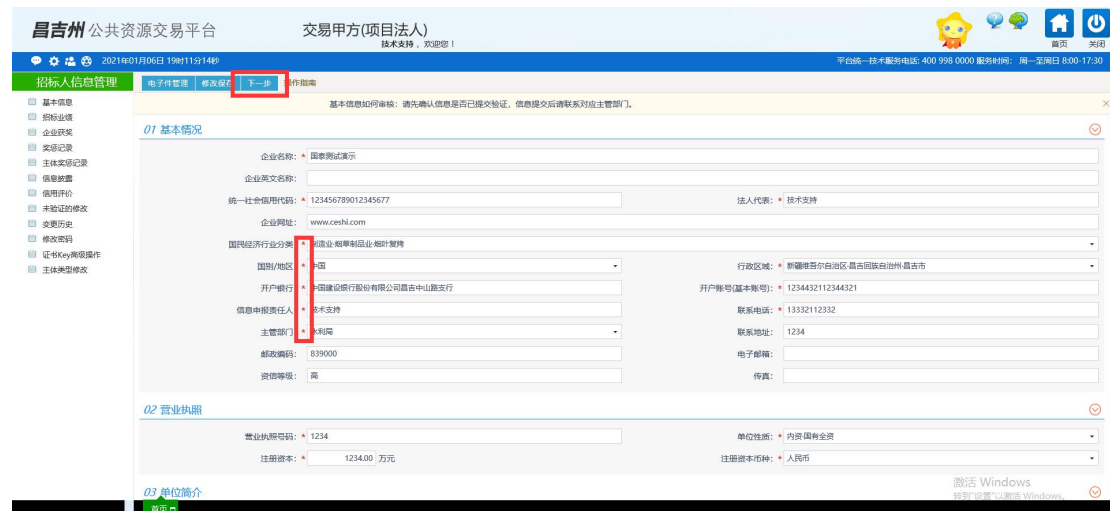 昌吉州 公共资源交易平台
交易甲方(项目法人)
技术支持，欢迎您！
首页
关闭
2021年01月06日 19时11分14秒
平台统一技术服务电话: 400 998 0000 服务时间: 周一至周日 8:00-17:30
招标人信息管理
电子件管理 修改保存 下一步 操作指南
基本信息
招标业绩
企业获奖
奖惩记录
主体奖惩记录
信息披露
信用评价
未验证的修改
变更历史
修改密码
证书Key高级操作
主体类型修改
基本信息如何审核：请先确认信息是否已提交验证，信息提交后请联系对应主管部门。
01 基本情况
企业名称: * 国泰测试演示
企业英文名称:
统一社会信用代码: * 123456789012345677 法人代表: * 技术支持
企业网址: www.ceshi.com
国民经济行业分类 * 制造业·烟草制品业·烟叶复烤
国别/地区 * 中国 行政区域: * 新疆维吾尔自治区·昌吉回族自治州·昌吉市
开户银行 * 中国建设银行股份有限公司昌吉中山路支行 开户账号(基本账号): * 1234432112344321
信息申报责任人 * 技术支持 联系电话: * 13332112332
主管部门 * 水利局 联系地址: 1234
邮政编码: 839000 电子邮箱:
资信等级: 高 传真:
02 营业执照
营业执照号码: * 1234 单位性质: * 内资·国有全资
注册资本: * 1234.00 万元 注册资本币种: * 人民币
03 单位简介
激活 Windows
转到"设置"以激活 Windows。
首页